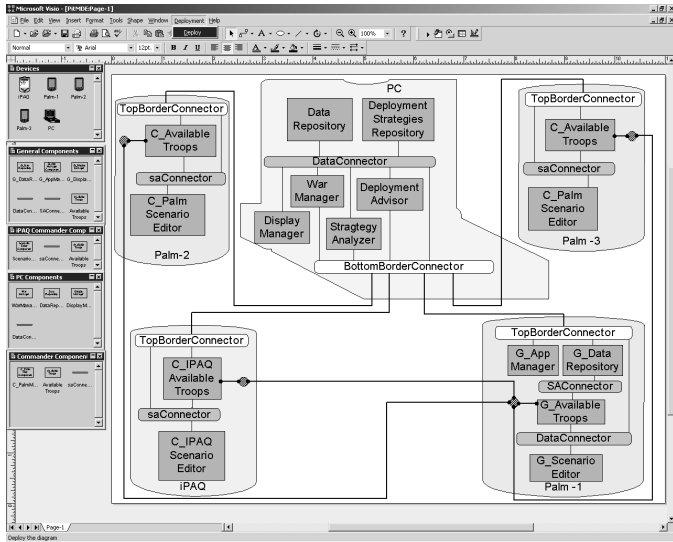 Microsoft Visio - [PitMDE:Page-1]
File Edit View Insert Format Tools Shape Window Deployment Help
Deploy
100%
Normal
Arial
12pt.
Devices
iPAQ Palm-1 Palm-2
Palm-3 PC
General Components
G_DataR... G_AppMa... G_Displa...
DataCon... SAConne... Available
Troops
iPAQ Commander Comp
Scenario... saConne... Available
Troops
PC Components
WarMana... DataRep... DisplayM...
DataCon...
Commander Component
C_PalmM... Available saConne...
Troops
TopBorderConnector
C_Available
Troops
saConnector
C_Palm
Scenario
Editor
Palm-2
PC
Data
Repository
Deployment
Strategies
Repository
DataConnector
War
Manager
Deployment
Advisor
Display
Manager
Stragtegy
Analyzer
BottomBorderConnector
TopBorderConnector
C_Available
Troops
saConnector
C_Palm
Scenario
Editor
Palm -3
TopBorderConnector
C_IPAQ
Available
Troops
saConnector
C_IPAQ
Scenario
Editor
iPAQ
TopBorderConnector
G_App
Manager
G_Data
Repository
SAConnector
G_Available
Troops
DataConnector
G_Scenario
Editor
Palm -1
Page-1
Deploy the diagram